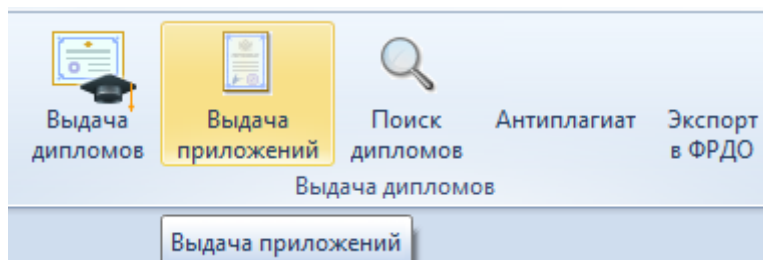 Выдача
дипломов
Выдача
приложений
Поиск
дипломов
Антиплагиат
Экспорт
в ФРДО
Выдача дипломов
Выдача приложений